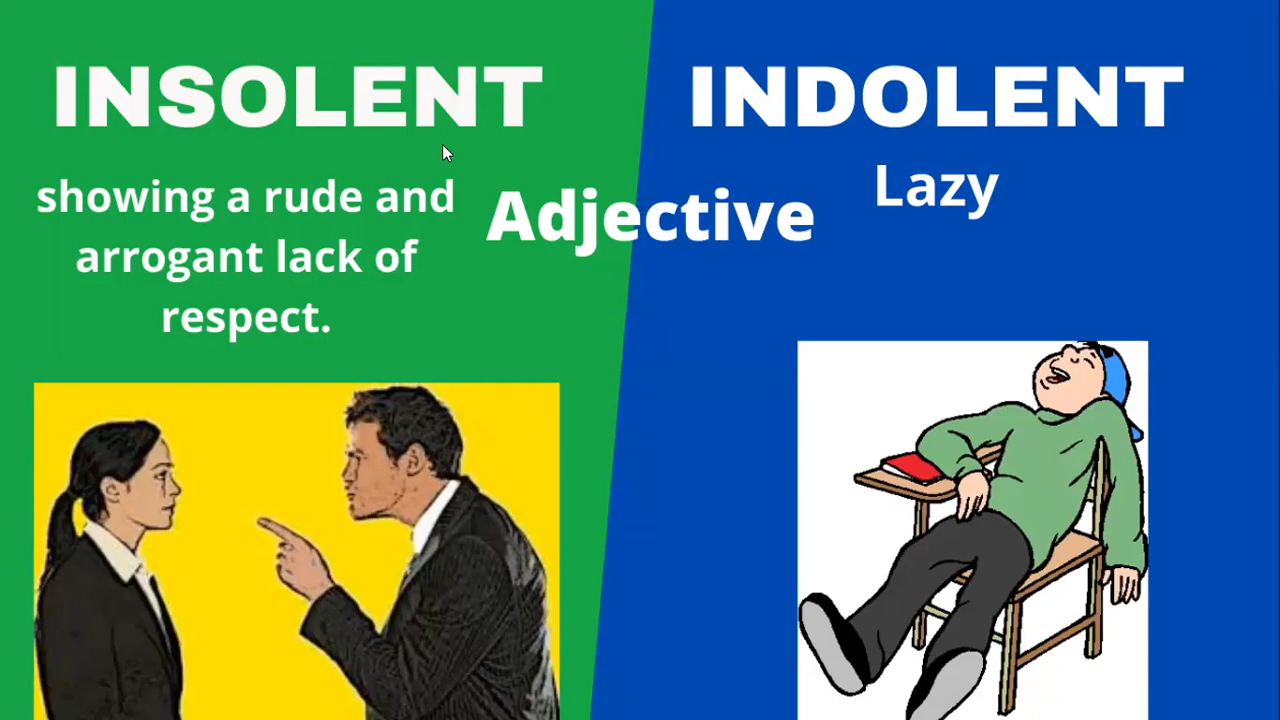 INSOLENT
showing a rude and
arrogant lack of
respect.
Adjective
INDOLENT
Lazy